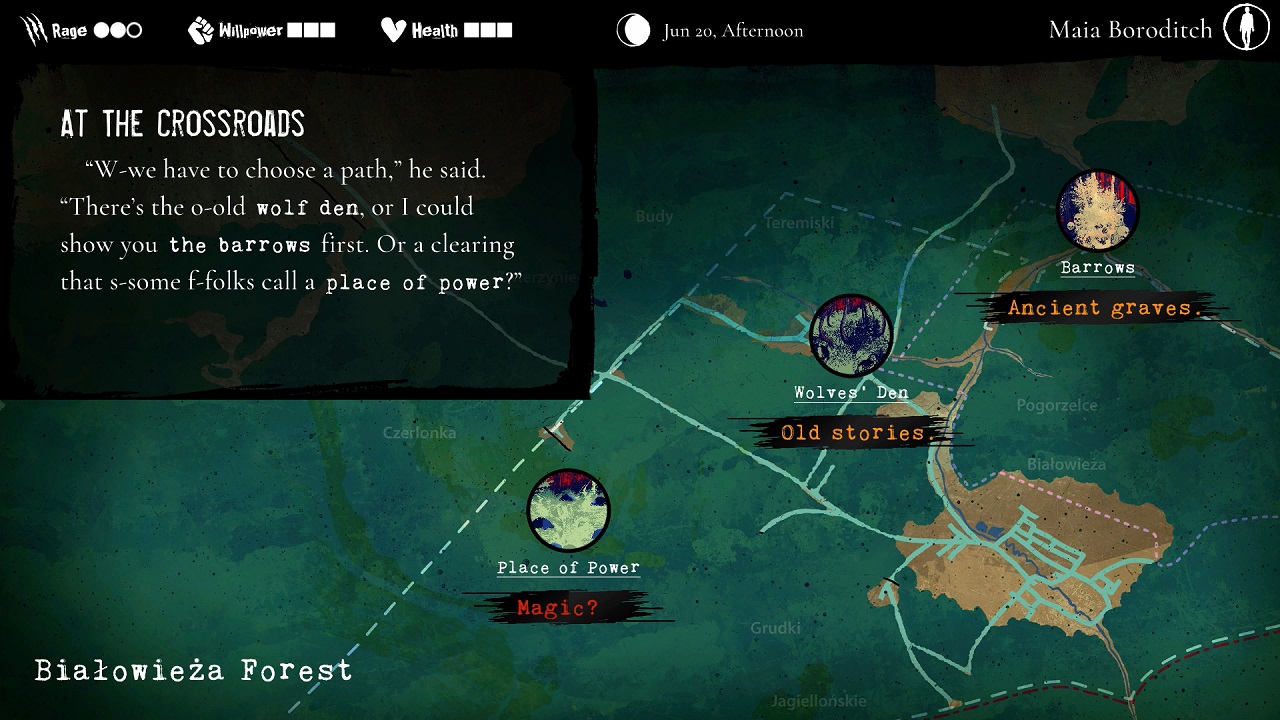 Rage
Willpower
Health
Jun 20, Afternoon
Maia Boroditch
AT THE CROSSROADS
“W-we have to choose a path,” he said.
“There’s the o-old wolf den, or I could
show you the barrows first. Or a clearing
that s-some f-folks call a place of power?”
Budy
Teremiski
Barrows
Ancient graves.
Wolves' Den
Old stories.
Pogorzelce
Czerlonka
Białowieża
Place of Power
Magic?
Grudki
Białowieża Forest
Jagiellońskie